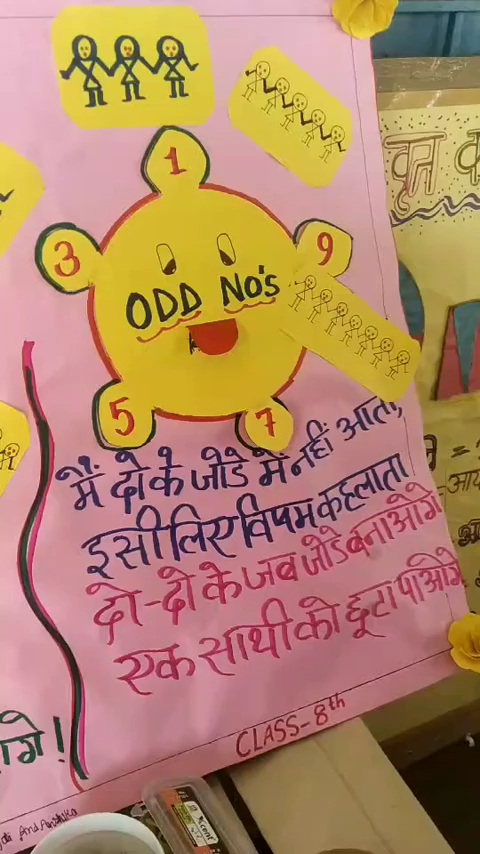 1
3
9
ODD No's
5
7
मैं दो के जोडे में नहीं आता,
इसीलिए विषम कहलाता
दो-दो के जब जोडे बनाओगे
एक साथी को छूटा पाओगे
CLASS-8th
वृत
=